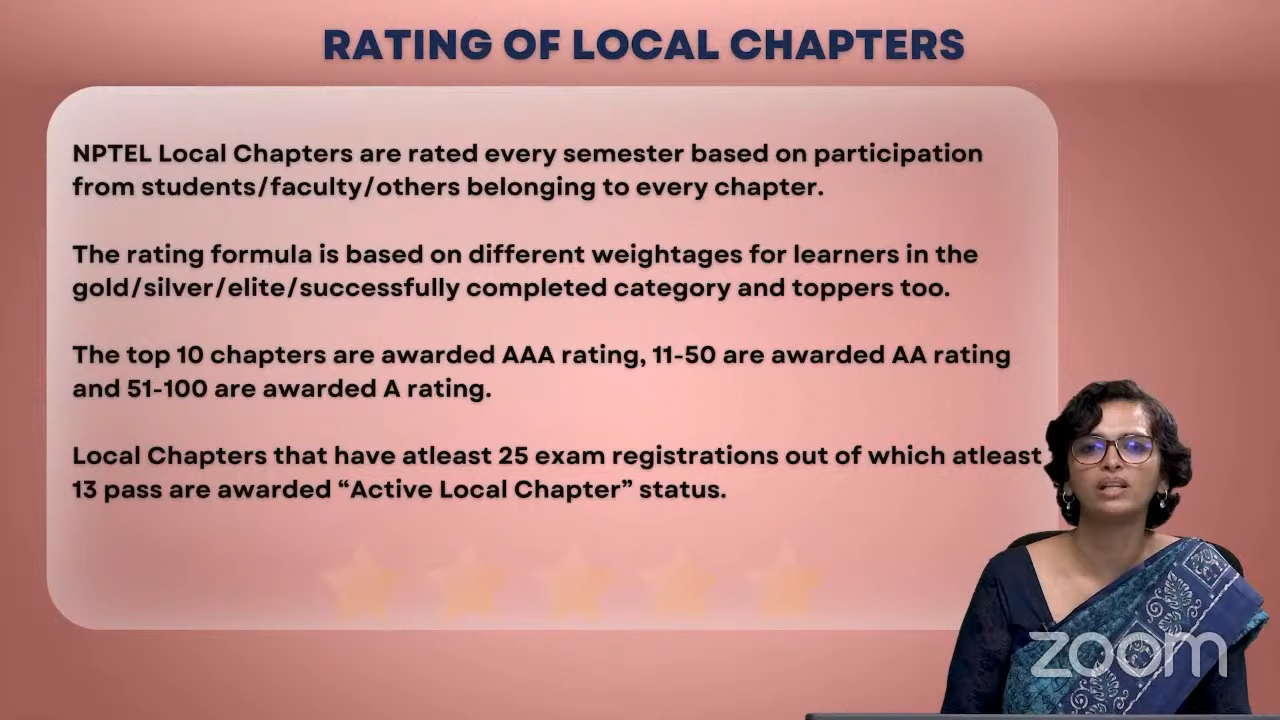 RATING OF LOCAL CHAPTERS
NPTEL Local Chapters are rated every semester based on participation
from students/faculty/others belonging to every chapter.
The rating formula is based on different weightages for learners in the
gold/silver/elite/successfully completed category and toppers too.
The top 10 chapters are awarded AAA rating, 11-50 are awarded AA rating
and 51-100 are awarded A rating.
Local Chapters that have atleast 25 exam registrations out of which atleast
13 pass are awarded “Active Local Chapter” status.
zoom